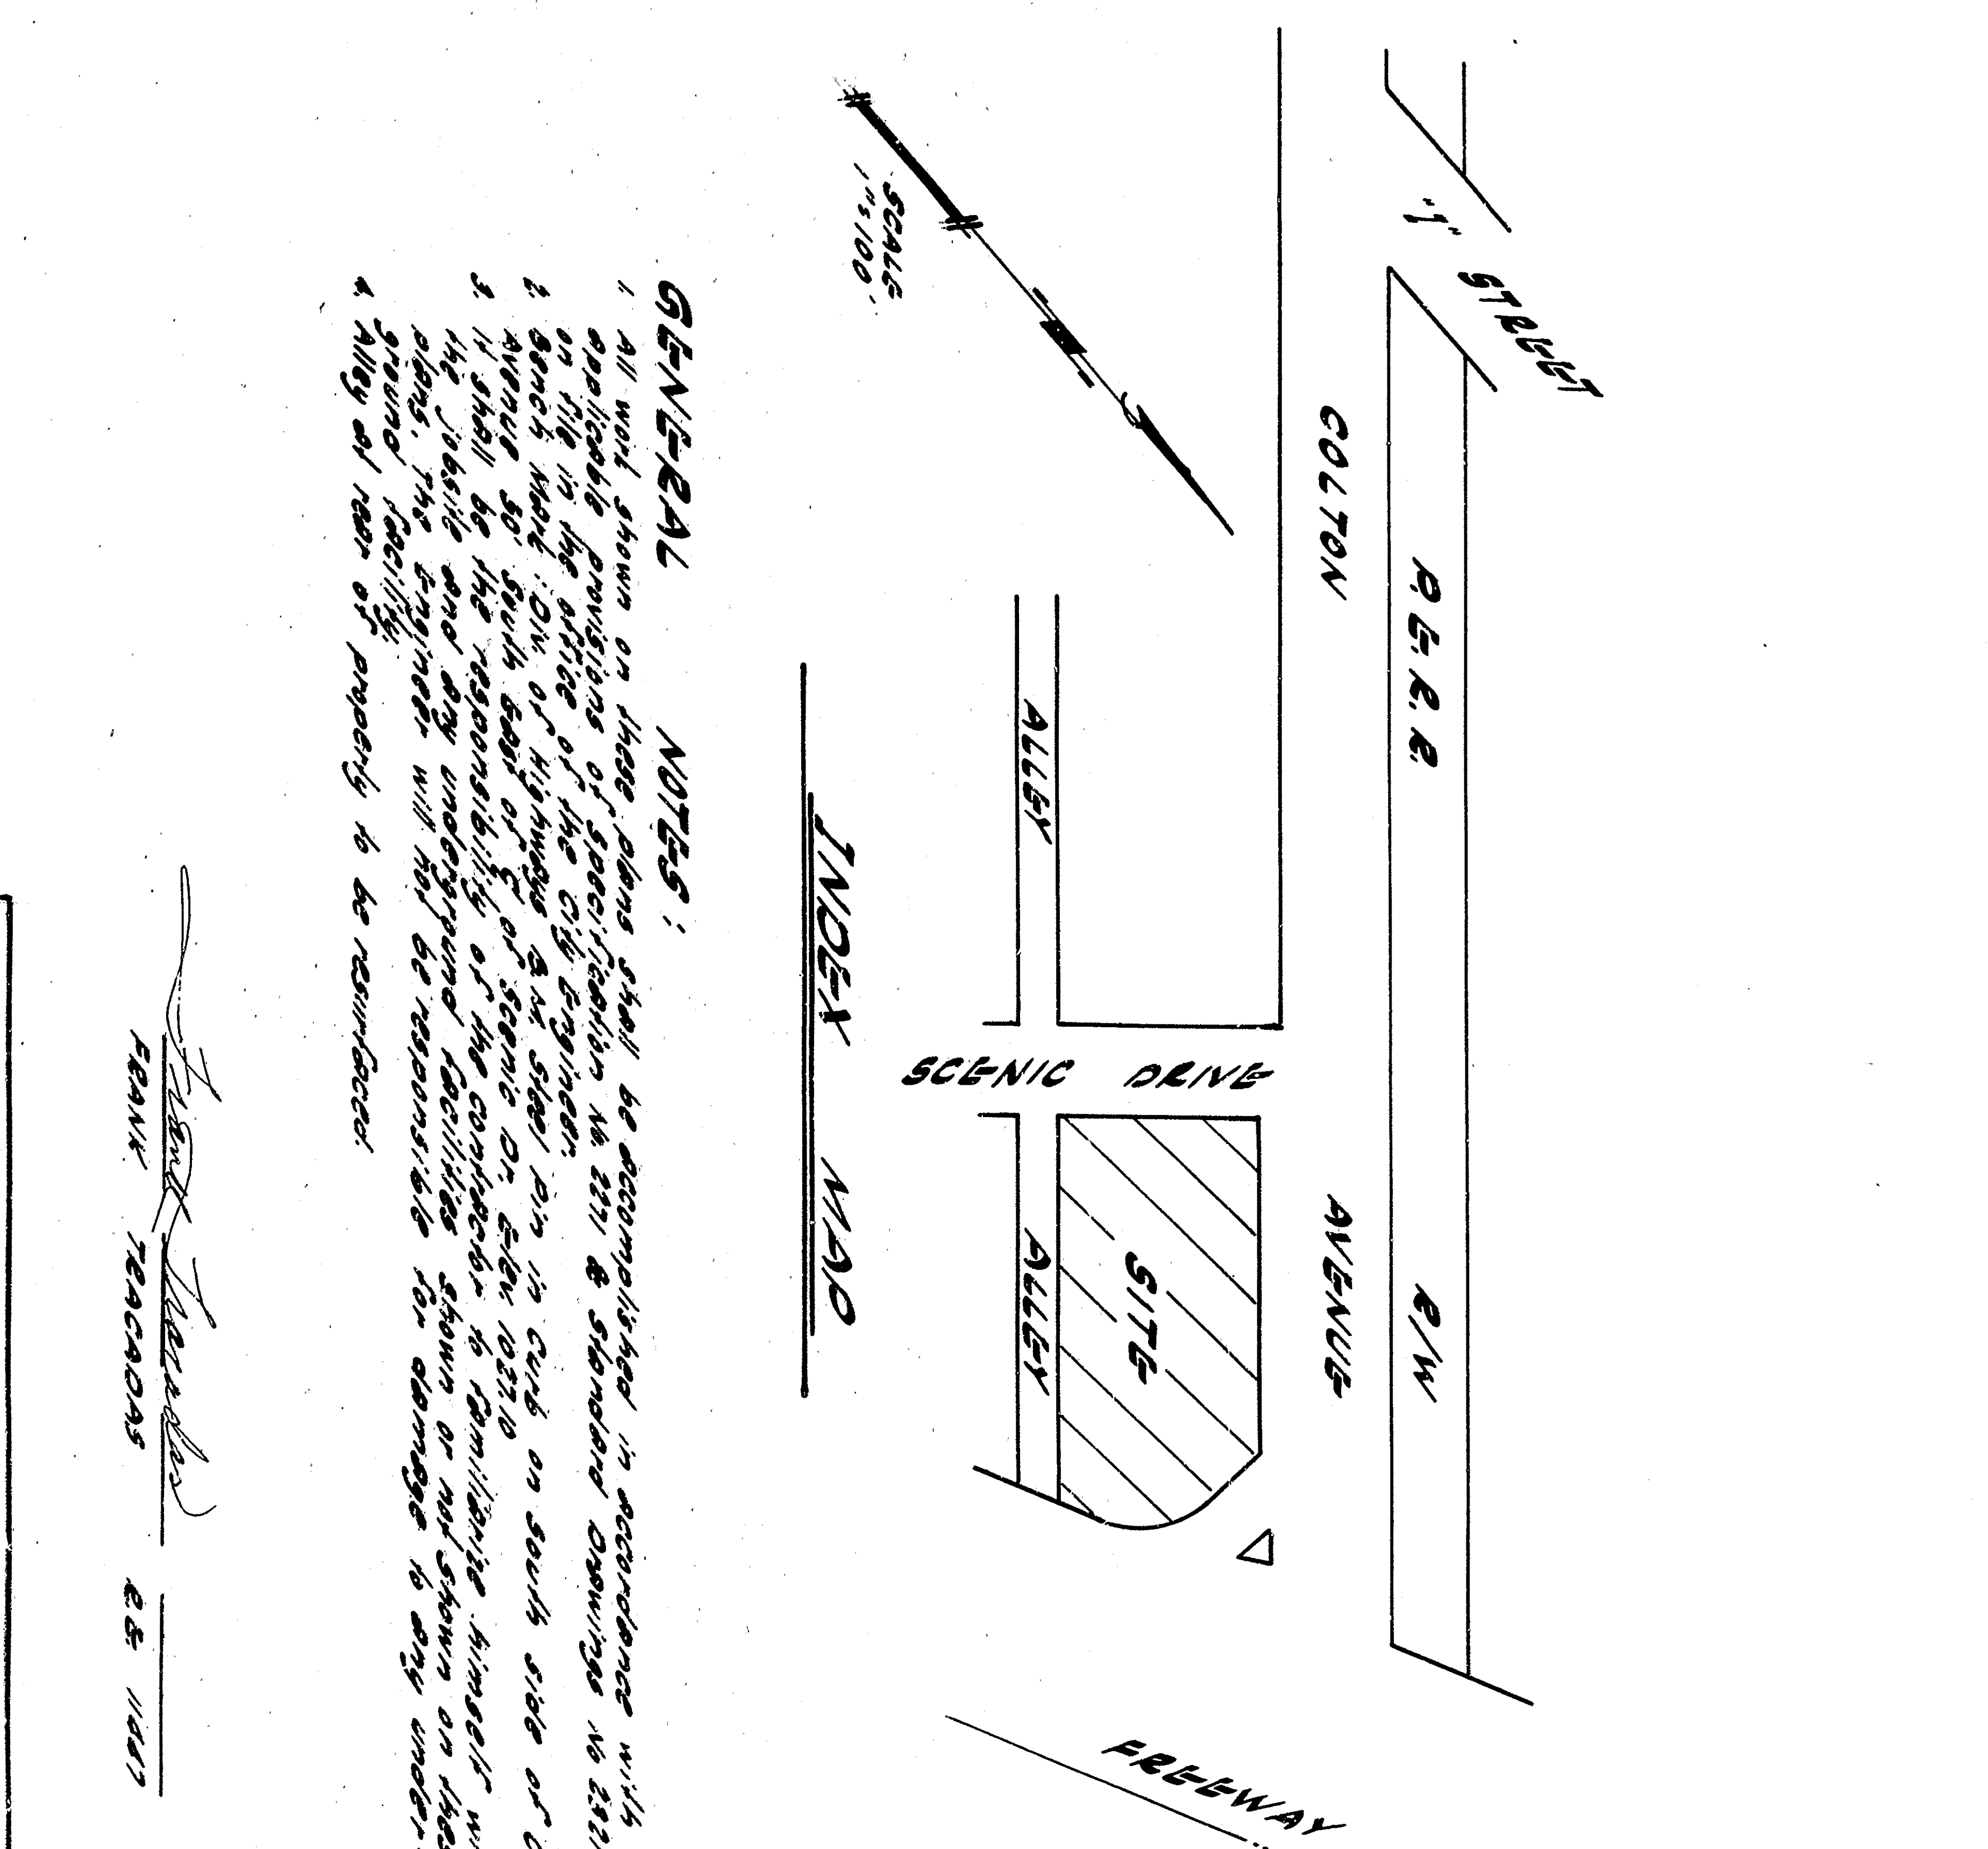 "I" STREET
P.E.R.R. R/W
COLTON AVENUE
SCALE
1"=100'
ALLEY
SCENIC DRIVE
SITE
ALLEY
FREEWAY
INDEX MAP
GENERAL NOTES:
1. All work shown on these plans shall be accomplished in accordance with
applicable provisions of Specification No. 2271 & Standard Drawings No
on file in the office of the City Engineer.
2. Bench Mark: Div. of Highways B.M. Steel pin in curb on south side of
Avenue 30' South East of ⅊ of Scenic Dr. Elev. 1027.10
3. It shall be the responsibility of the contractor to familiarize himself
the jobsite and any underground facilities shown or not shown on
plans. The Engineer will not be responsible for damage to any under
ground facility.
4. Alley at rear of property to be resurfaced.
FRANK TRACADAS R.E. 11467